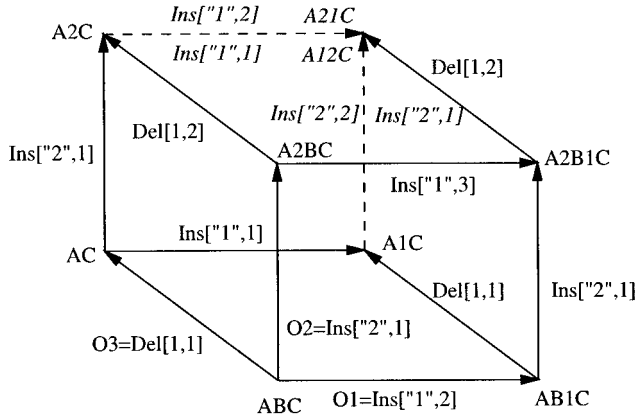 Ins["1",2]
A21C
A2C
Ins["1",1]
A12C
Del[1,2]
Ins["2",2]
Ins["2",1]
Del[1,2]
Ins["2",1]
A2BC
A2B1C
Ins["1",3]
Ins["1",1]
A1C
AC
Del[1,1]
Ins["2",1]
O2=Ins["2",1]
O3=Del[1,1]
ABC
O1=Ins["1",2]
AB1C